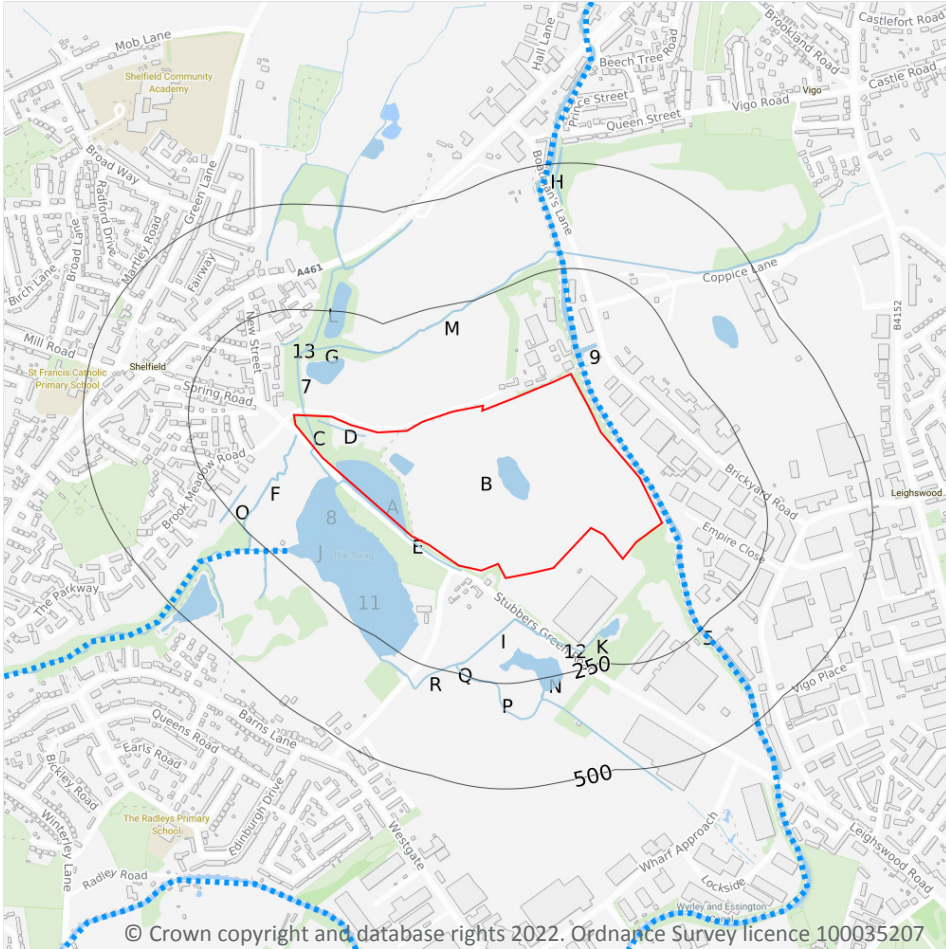 Mob Lane
Shelfield Community
Academy
Hall Lane
Beech Tree Road
Brookland Road
Castlefort Road
Castle Road
Prince Street
Queen Street
Vigo Road
Vigo
Broad Way
Radford Drive
Broad Lane
Martley Road
Green Lane
Fairway
Birch Lane
Boatman's Lane
H
A461
Coppice Lane
B4152
Mill Road
St Francis Catholic
Primary School
Shelfield
New Street
Spring Road
L
M
13
G
7
9
C
D
B
Brook Meadow Road
Brickyard Road
Leighswood
F
O
A
8
E
J
The Swag
11
Empire Close
The Parkway
Stubbers Green
I
12
K
250
5
R
Q
P
N
Vigo Place
Barns Lane
Queens Road
Earls Road
Bickley Road
Edinburgh Drive
500
Winterley Lane
The Radleys Primary
School
Radley Road
Westgate
Wharf Approach
Lockside
Leighswood Road
Wyrley and Essington
© Crown copyright and database rights 2022. Ordnance Survey licence 100035207